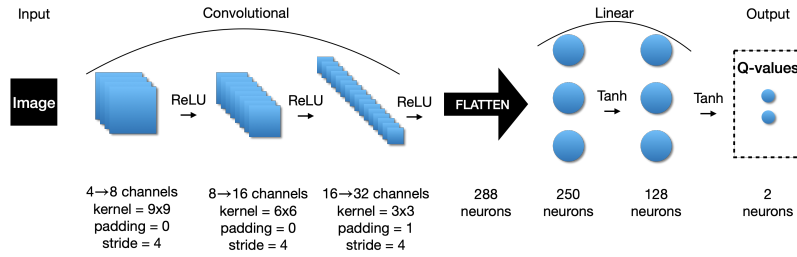 Input
Convolutional
Linear
Output
Image
ReLU
ReLU
ReLU
FLATTEN
Tanh
Tanh
Q-values
4→8 channels
kernel = 9x9
padding = 0
stride = 4
8→16 channels
kernel = 6x6
padding = 0
stride = 4
16→32 channels
kernel = 3x3
padding = 1
stride = 4
288
neurons
250
neurons
128
neurons
2
neurons